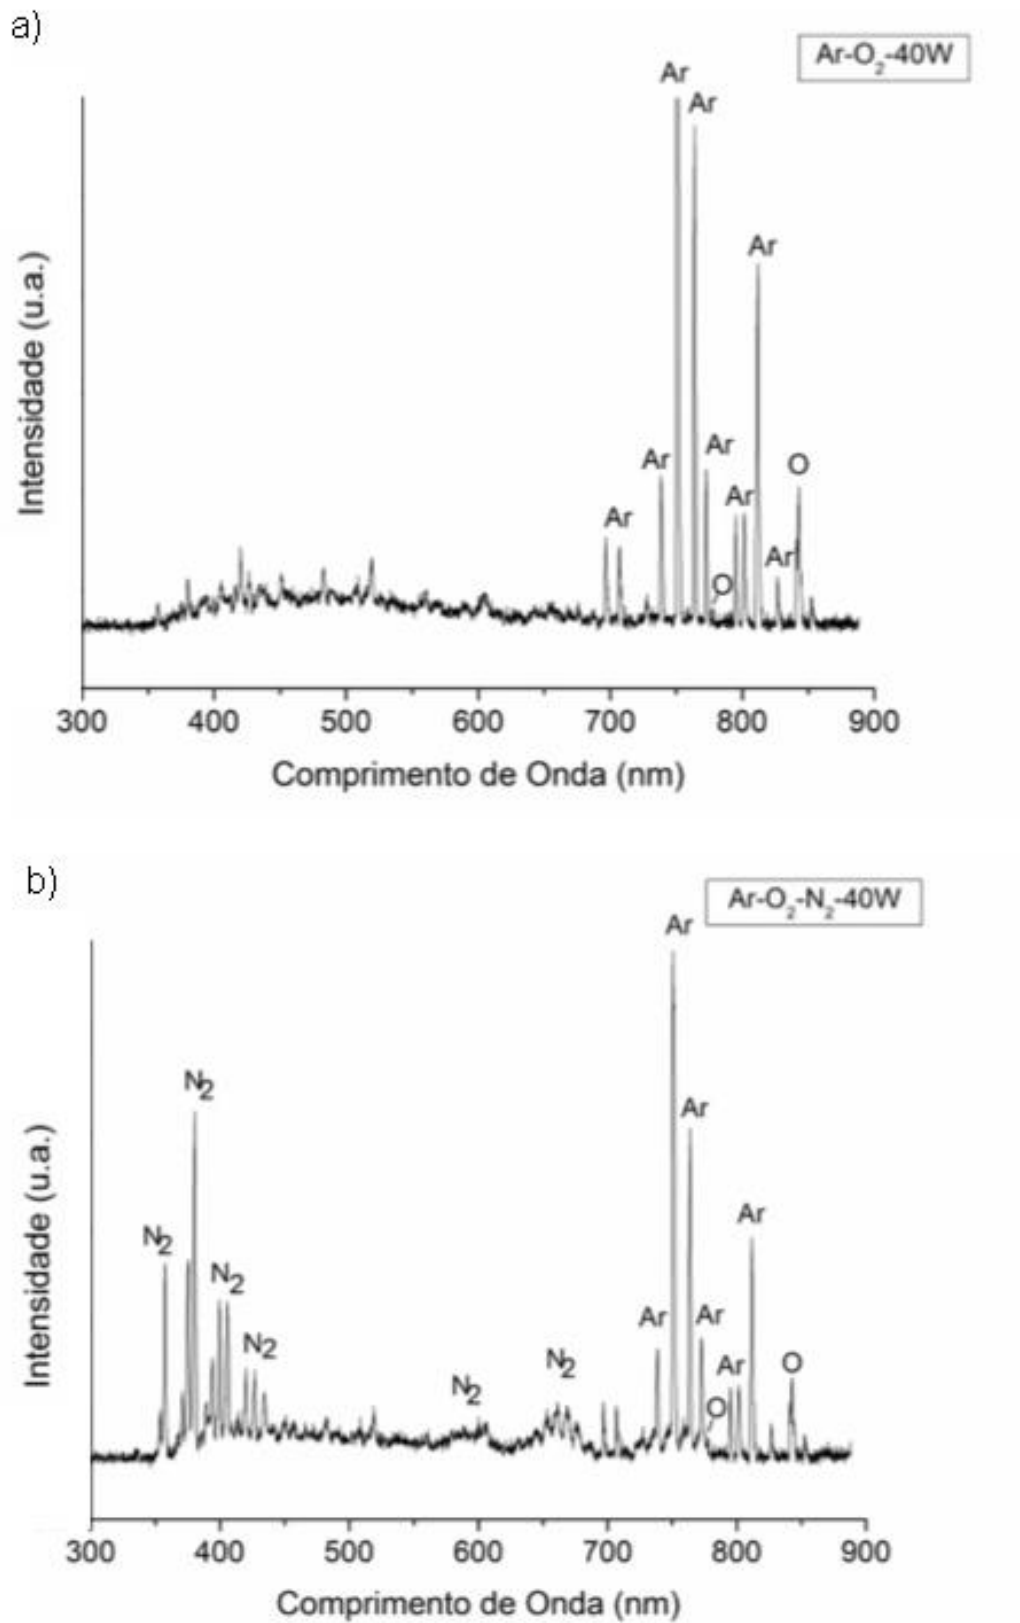 a)
Ar-O₂-40W
Ar
Ar
Ar
Ar
Ar
O
Ar
Ar
Ar
O
Intensidade (u.a.)
300 400 500 600 700 800 900
Comprimento de Onda (nm)
b)
Ar-O₂-N₂-40W
Ar
N2
Ar
N2
Ar
N2
Ar
Ar
N2
N2
N2
Ar
O
O
Intensidade (u.a.)
300 400 500 600 700 800 900
Comprimento de Onda (nm)